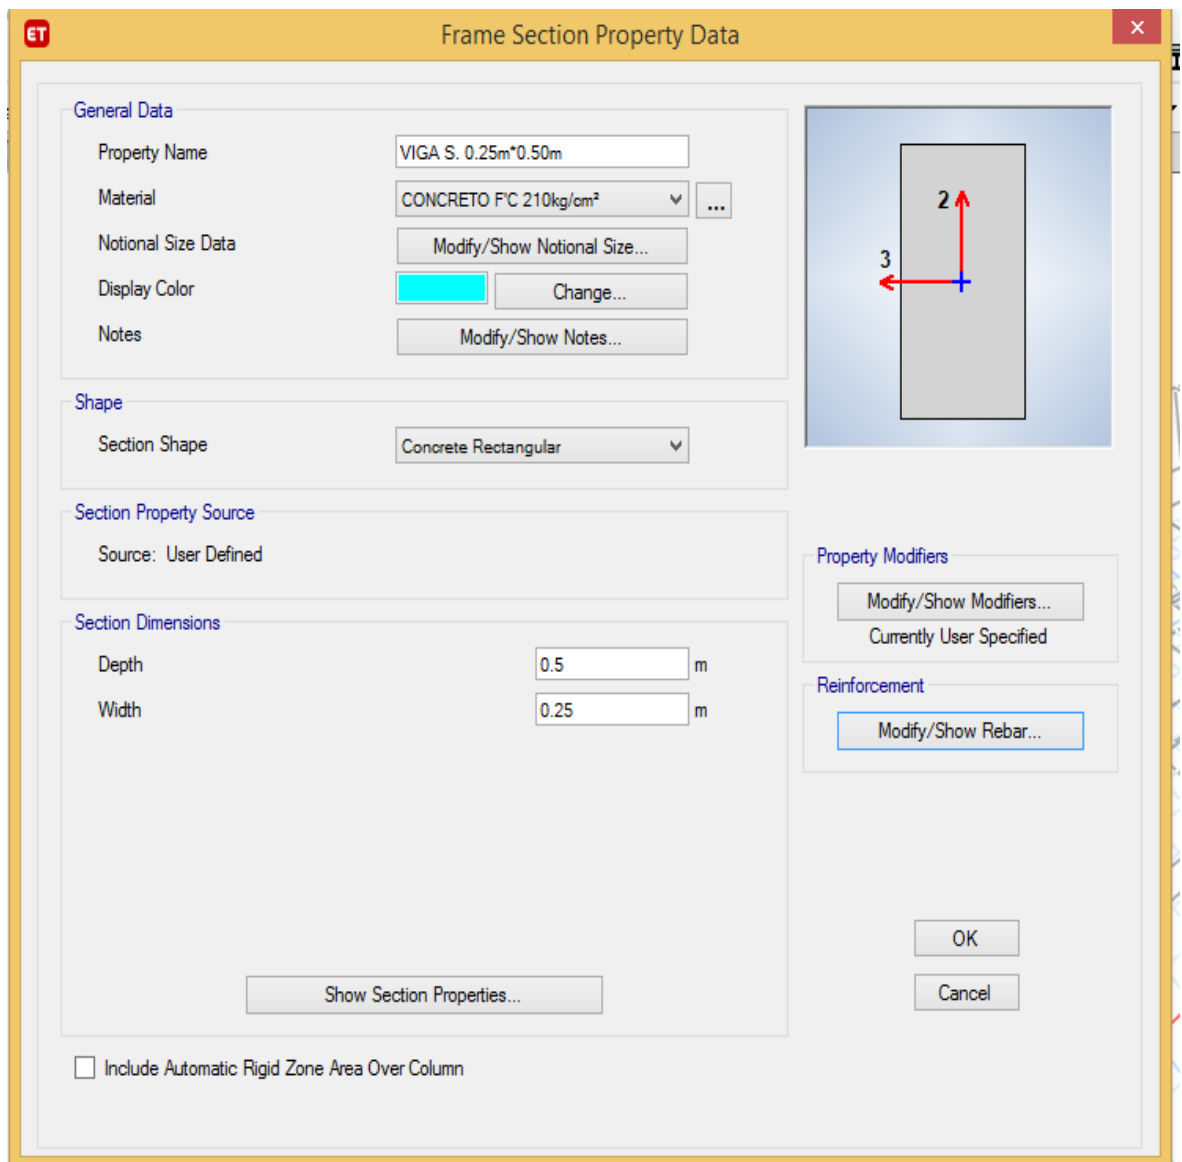 ET
Frame Section Property Data
×
General Data
Property Name
VIGA S. 0.25m*0.50m
Material
CONCRETO F'C 210kg/cm²
...
Notional Size Data
Modify/Show Notional Size...
Display Color
Change...
Notes
Modify/Show Notes...
2
3
Shape
Section Shape
Concrete Rectangular
Section Property Source
Source: User Defined
Property Modifiers
Modify/Show Modifiers...
Currently User Specified
Section Dimensions
Depth
0.5
m
Width
0.25
m
Reinforcement
Modify/Show Rebar...
OK
Show Section Properties...
Cancel
Include Automatic Rigid Zone Area Over Column